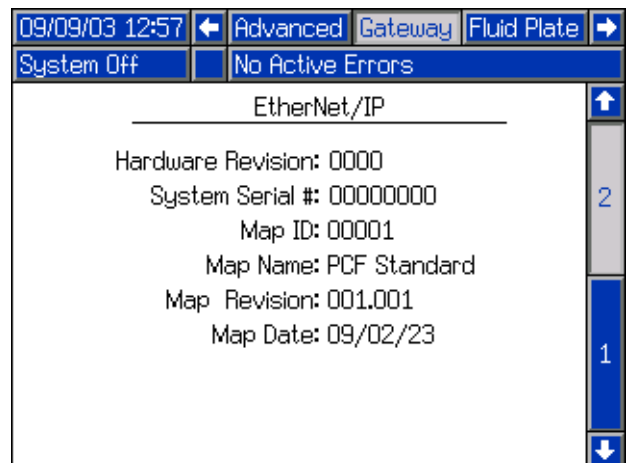 09/09/03 12:57 Advanced Gateway Fluid Plate
System Off No Active Errors
EtherNet/IP
Hardware Revision: 0000
System Serial #: 00000000
2
Map ID: 00001
Map Name: PCF Standard
Map Revision: 001.001
Map Date: 09/02/23
1